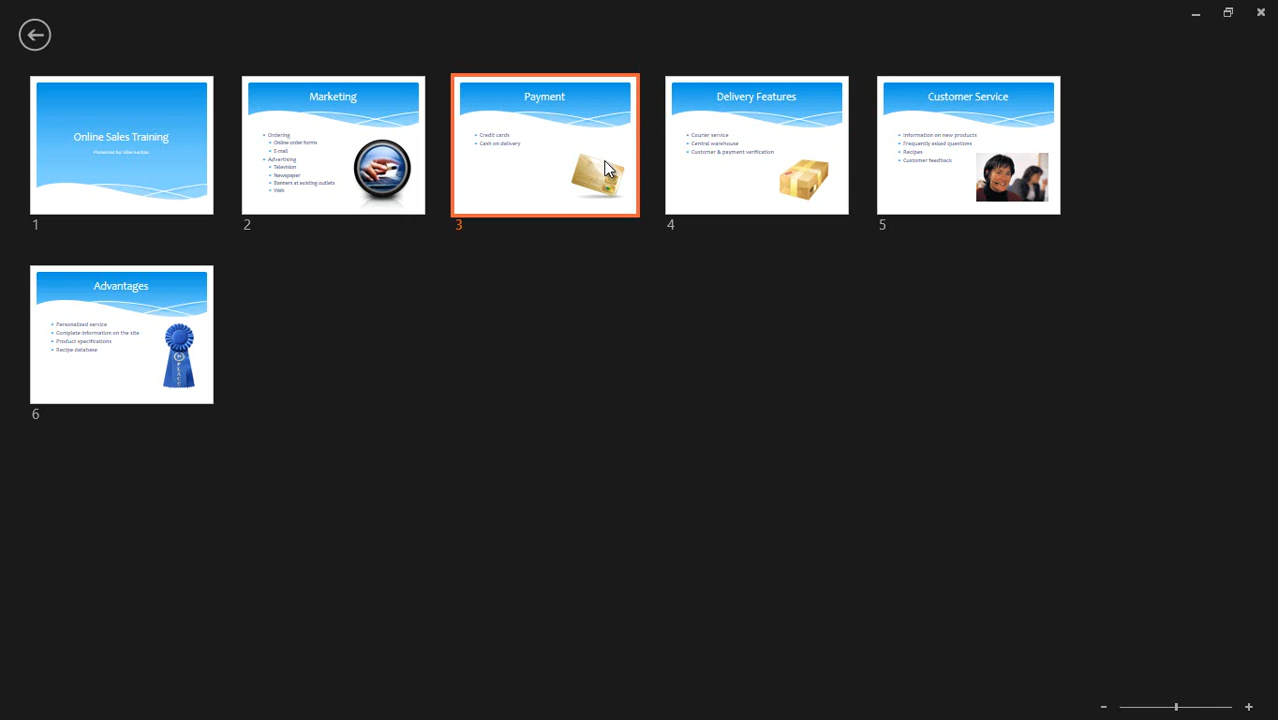 Online Sales Training
1
Marketing
Ordering
Online order forms
E-mail
Advertising
Television
Newspaper
Banners at existing outlets
Web
2
Payment
Credit cards
Cash on delivery
3
Delivery Features
Courier service
Central warehouse
Customer & payment verification
4
Customer Service
Information on new products
Frequently asked questions
Recipes
Customer feedback
5
Advantages
Personalized service
Complete information on the site
Product specifications
Recipe database
PLACE
6